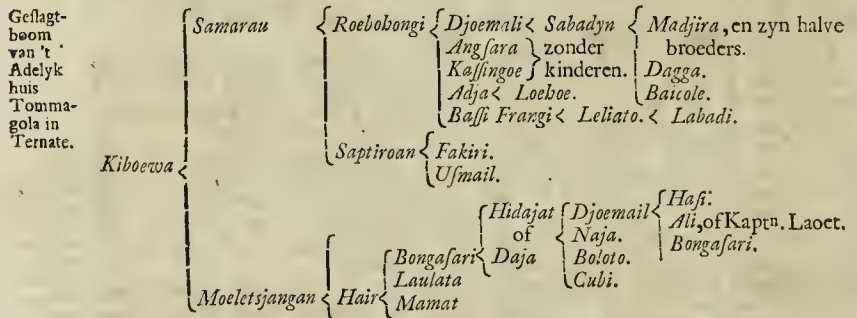 Geſlagt-
boom
van 't
Adelyk
huis
Tomma-
gola in
Ternate.
Kiboewa
Samarau
Roebohongi
Djoemali < Sabadyn
Madjira, en zyn halve
broeders.
Dagga.
Baicole.
Angſara } zonder
Kaſſingoe } kinderen.
Adja < Loehoe.
Baſſi Frangi < Leliato. < Labadi.
Saptiroan
Fakiri.
Uſmail.
Moeletsjangan
Hair
Bongaſari
Laulata
Mamat
Hidajat
of
Daja
Djoemail
Naja.
Boloto.
Cubi.
Haſi:
Ali, of Kaptn. Laoet.
Bongaſari.